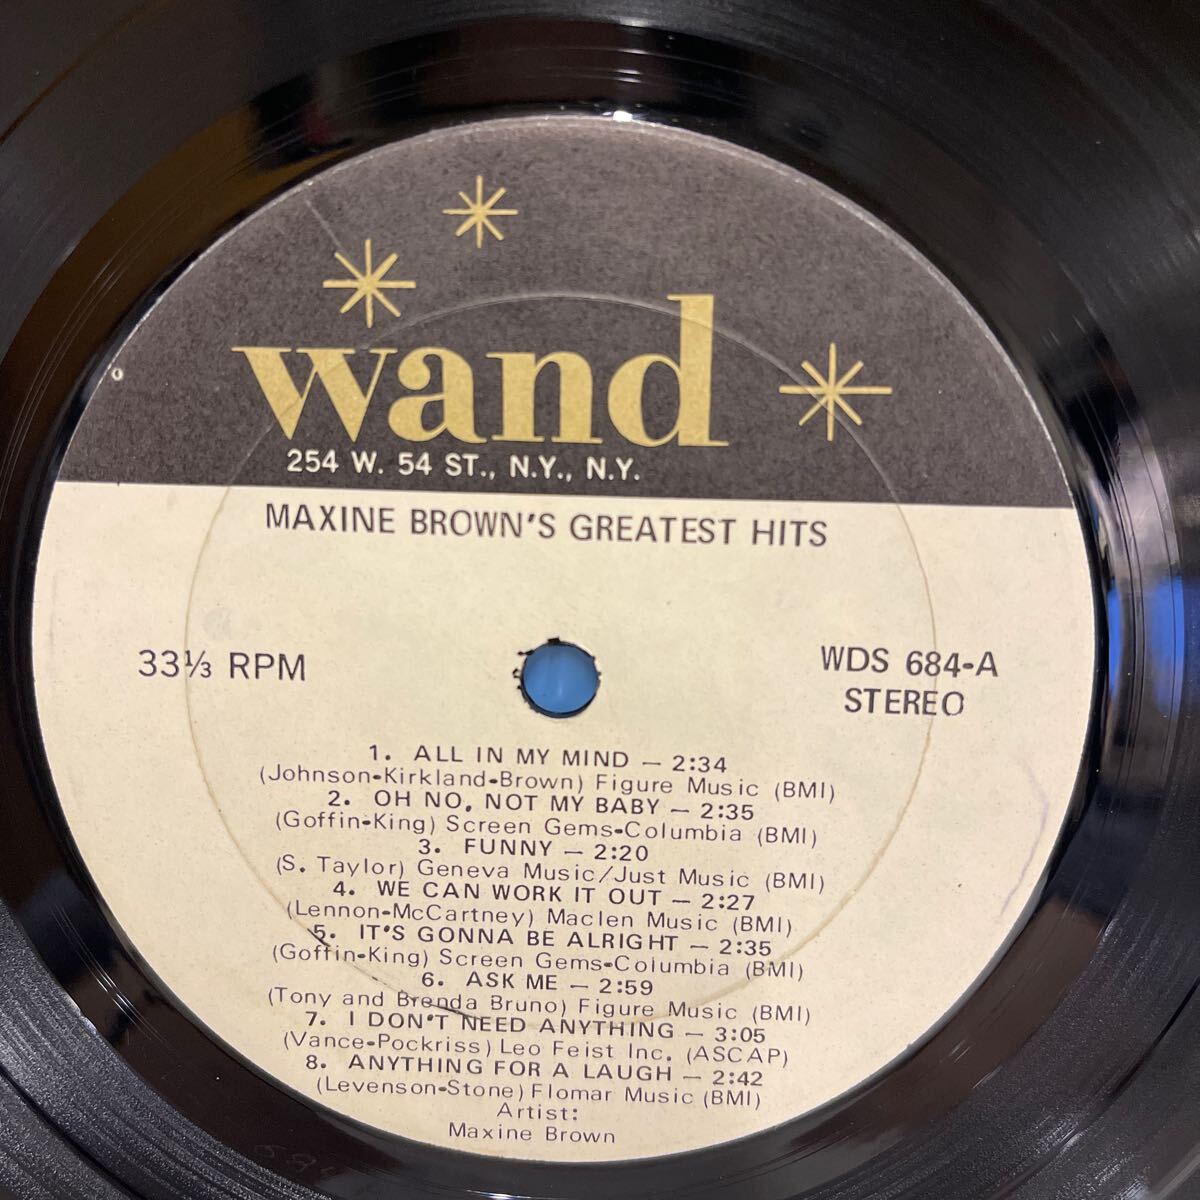 wand
254 W. 54 ST., N.Y., N.Y.
MAXINE BROWN'S GREATEST HITS
33⅓ RPM
WDS 684-A
STEREO
1. ALL IN MY MIND — 2:34
(Johnson-Kirkland-Brown) Figure Music (BMI)
2. OH NO, NOT MY BABY — 2:35
(Goffin-King) Screen Gems-Columbia (BMI)
3. FUNNY — 2:20
(S. Taylor) Geneva Music/Just Music (BMI)
4. WE CAN WORK IT OUT — 2:27
(Lennon-McCartney) Maclen Music (BMI)
5. IT'S GONNA BE ALRIGHT — 2:35
(Goffin-King) Screen Gems-Columbia (BMI)
6. ASK ME — 2:59
(Tony and Brenda Bruno) Figure Music (BMI)
7. I DON'T NEED ANYTHING — 3:05
(Vance-Pockriss) Leo Feist Inc. (ASCAP)
8. ANYTHING FOR A LAUGH — 2:42
(Levenson-Stone) Flomar Music (BMI)
Artist:
Maxine Brown